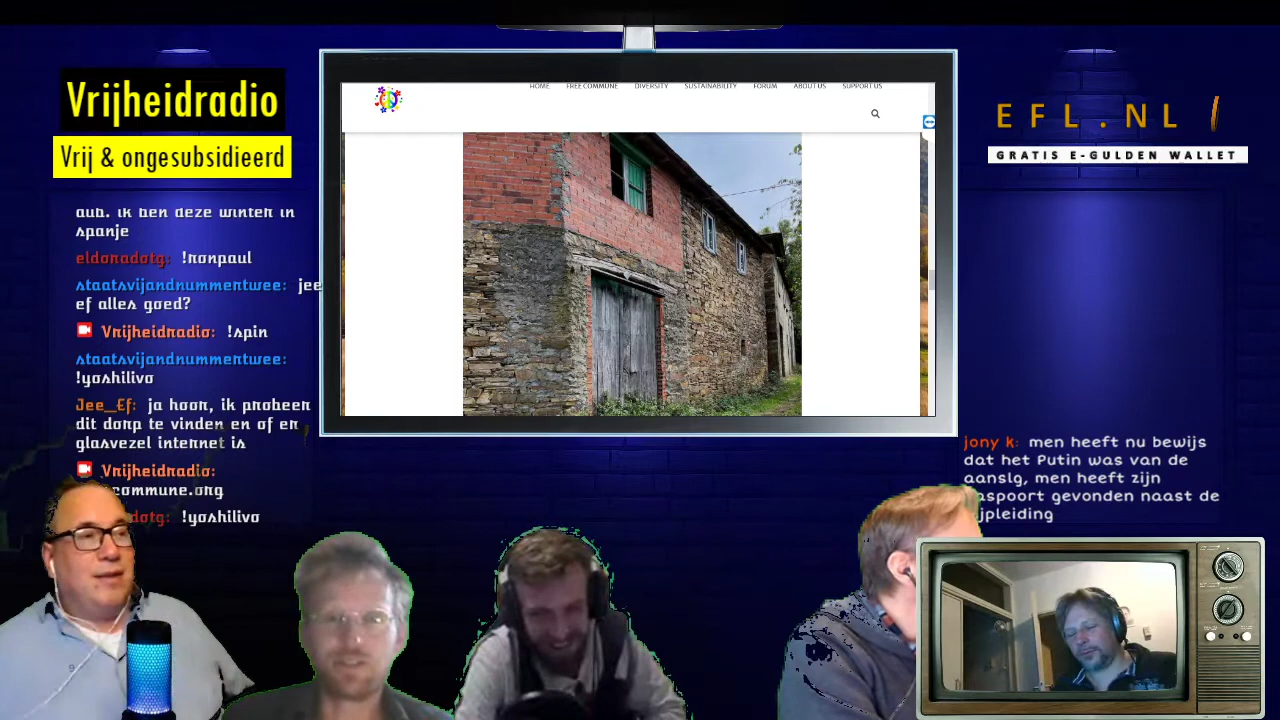 Vrijheidradio
Vrij & ongesubsidieerd
HOME FREE COMMUNE DIVERSITY SUSTAINABILITY FORUM ABOUT US SUPPORT US
EFL.NL
GRATIS E-GULDEN WALLET
aub. ik ben deze winter in
spanje
eldoradotg: !ronpaul
staatsvijandnummertwee: jee
ef alles goed?
Vrijheidradio: !spin
staatsvijandnummertwee:
!yoshilivo
Jee_Ef: ja hoor, ik probeer
dit dorp te vinden en of er
glasvezel internet is
Vrijheidradio:
commune.org
dotg: !yoshilivo
jony k: men heeft nu bewijs
dat het Putin was van de
aanslg, men heeft zijn
aspoort gevonden naast de
jpleiding